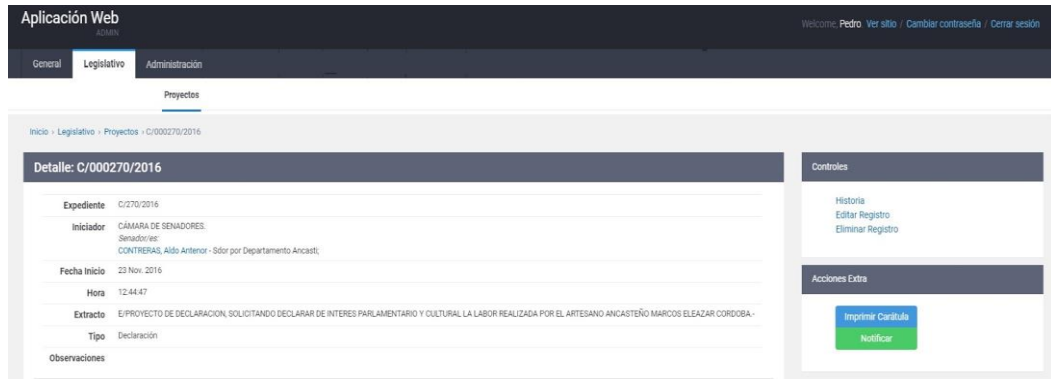 Aplicación Web
ADMIN
Welcome, Pedro Ver sitio / Cambiar contraseña / Cerrar sesión
General Legislativo Administración
Proyectos
Inicio › Legislativo › Proyectos › C/000270/2016
Detalle: C/000270/2016
Expediente C/270/2016
Iniciador CÁMARA DE SENADORES.
Senador/es:
CONTRERAS, Aldo Antenor - Sdor por Departamento Ancasti;
Fecha Inicio 23 Nov. 2016
Hora 12:44:47
Extracto E/PROYECTO DE DECLARACION, SOLICITANDO DECLARAR DE INTERES PARLAMENTARIO Y CULTURAL LA LABOR REALIZADA POR EL ARTESANO ANCASTEÑO MARCOS ELEAZAR CORDOBA.-
Tipo Declaración
Observaciones
Controles
Historia
Editar Registro
Eliminar Registro
Acciones Extra
Imprimir Carátula
Notificar